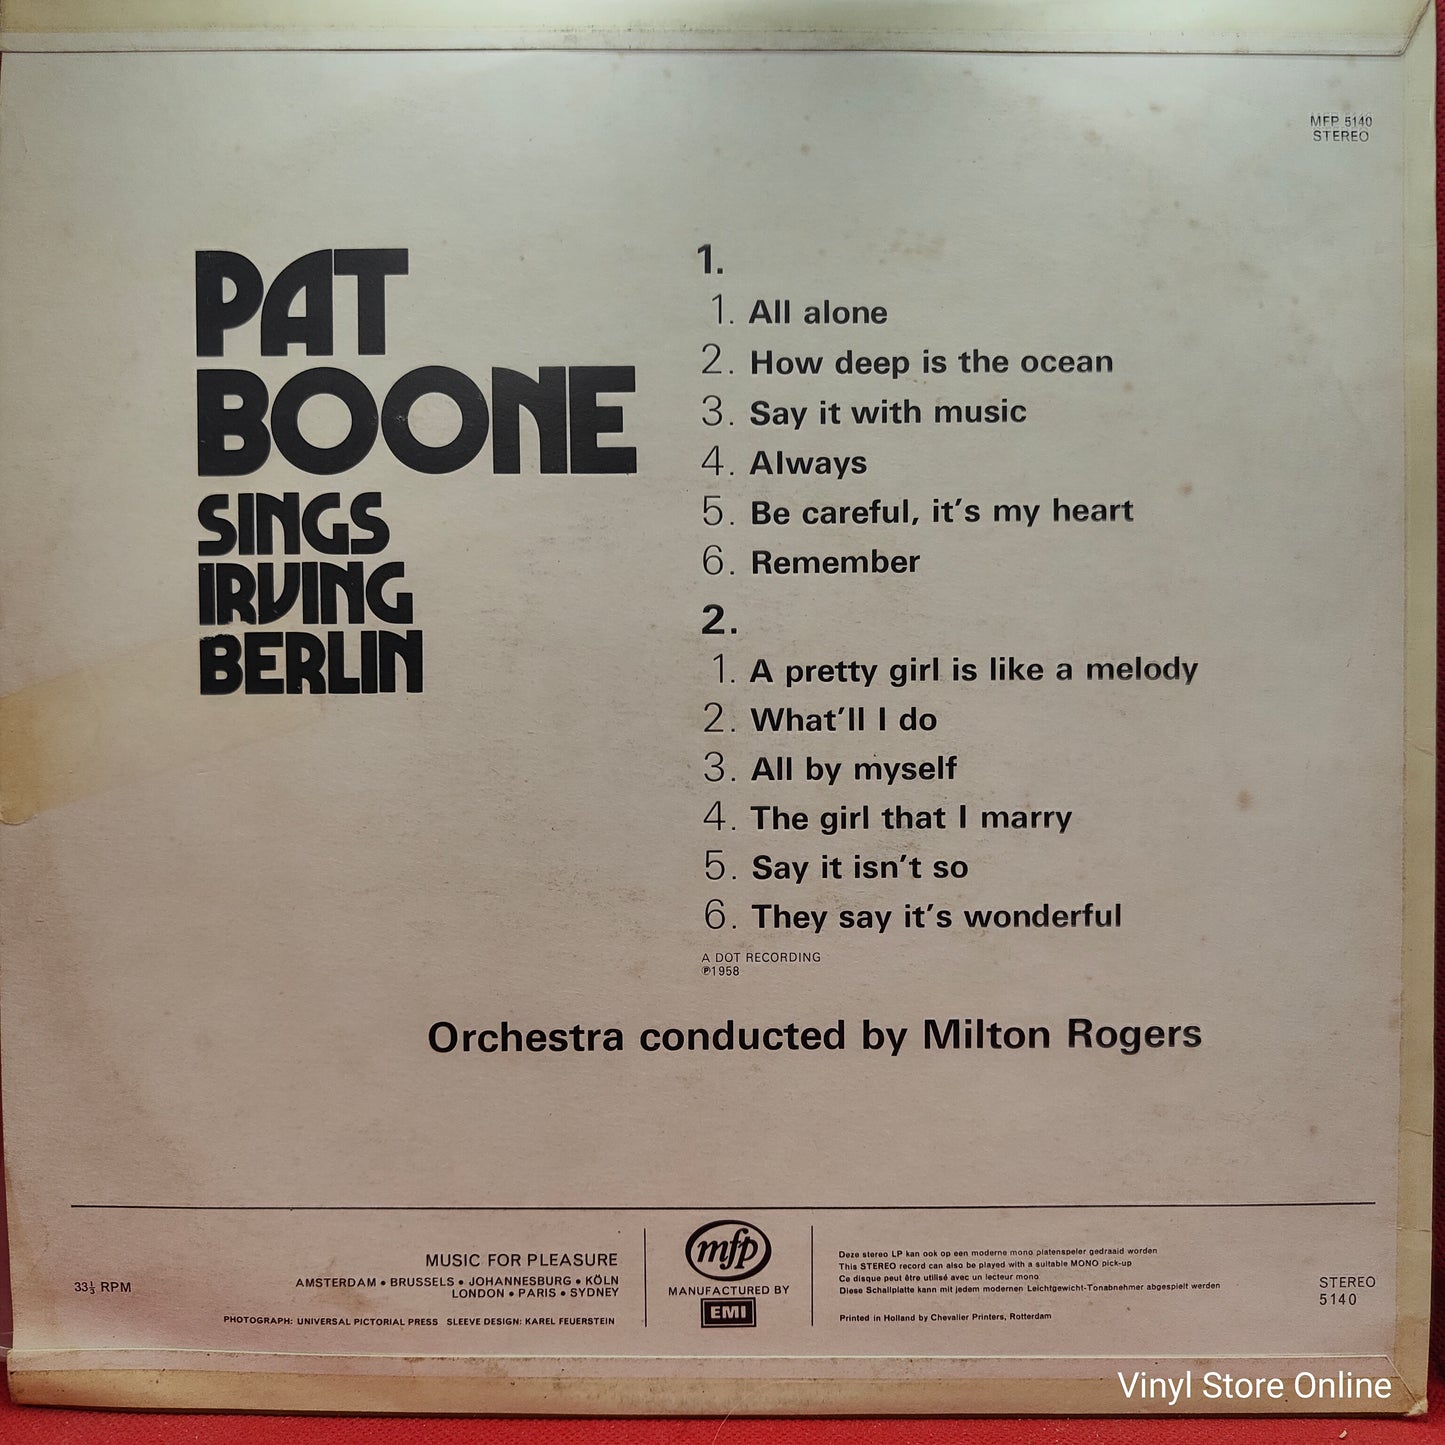 MFP 5140
STEREO
PAT
BOONE
SINGS
IRVING
BERLIN
1.
1. All alone
2. How deep is the ocean
3. Say it with music
4. Always
5. Be careful, it's my heart
6. Remember
2.
1. A pretty girl is like a melody
2. What'll I do
3. All by myself
4. The girl that I marry
5. Say it isn't so
6. They say it's wonderful
A DOT RECORDING
℗1958
Orchestra conducted by Milton Rogers
33⅓ RPM
MUSIC FOR PLEASURE
AMSTERDAM • BRUSSELS • JOHANNESBURG • KÖLN
LONDON • PARIS • SYDNEY
PHOTOGRAPH: UNIVERSAL PICTORIAL PRESS SLEEVE DESIGN: KAREL FEUERSTEIN
mfp
MANUFACTURED BY
EMI
Deze stereo LP kan ook op een moderne mono platenspeler gedraaid worden
This STEREO record can also be played with a suitable MONO pick-up
Ce disque peut être utilisé avec un lecteur mono
Diese Schallplatte kann mit jedem modernen Leichtgewicht-Tonabnehmer abgespielt werden
Printed in Holland by Chevalier Printers, Rotterdam
STEREO
5140
Vinyl Store Online